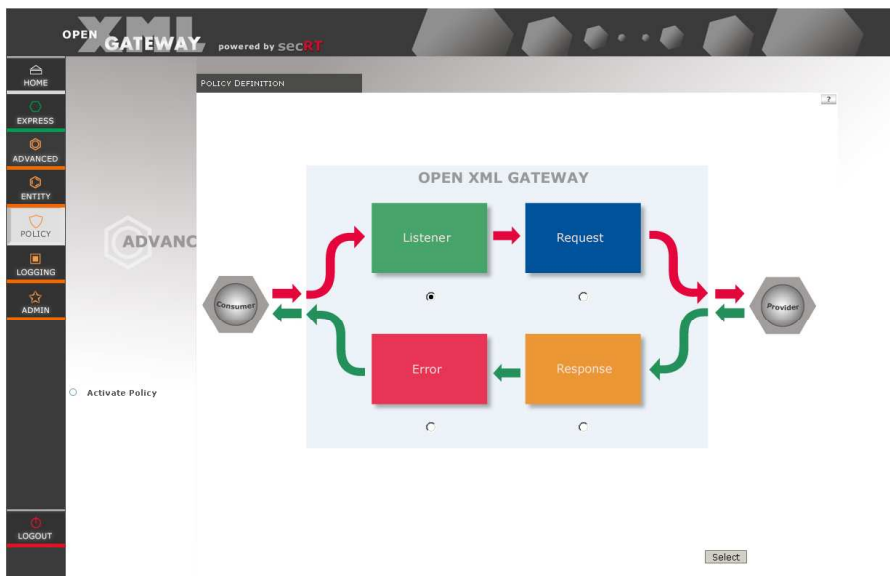 OPEN XML GATEWAY powered by secRT
HOME
EXPRESS
ADVANCED
ENTITY
POLICY
LOGGING
ADMIN
LOGOUT
ADVANC
Activate Policy
POLICY DEFINITION
?
OPEN XML GATEWAY
Listener
Request
Consumer
Provider
Error
Response
Select